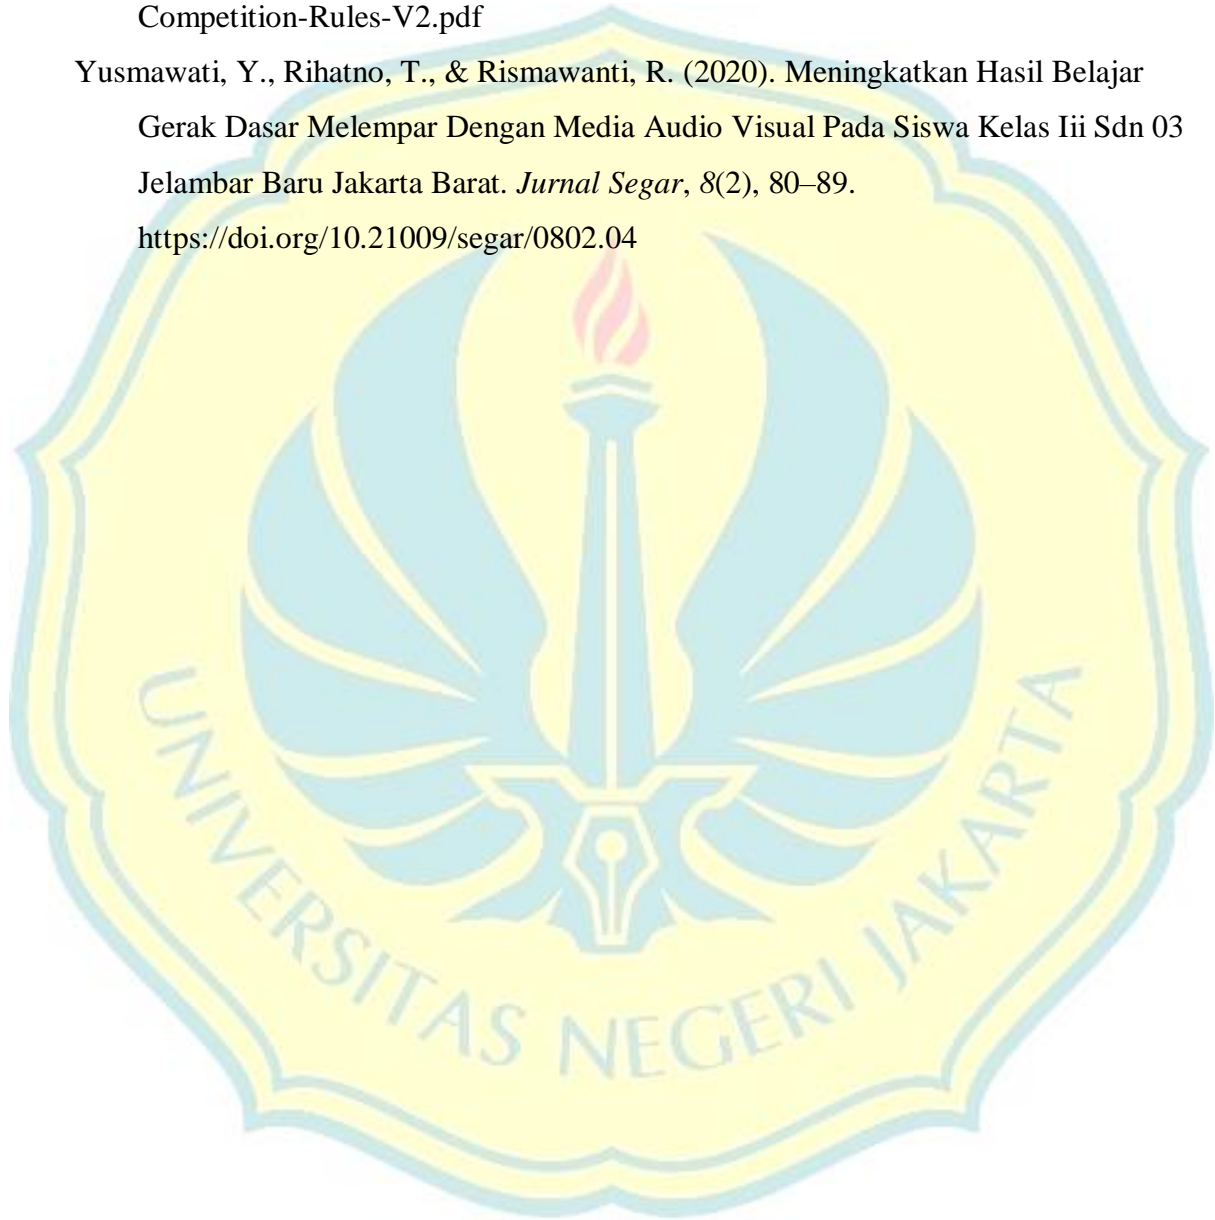 Competition-Rules-V2.pdf
Yusmawati, Y., Rihatno, T., & Rismawanti, R. (2020). Meningkatkan Hasil Belajar
Gerak Dasar Melempar Dengan Media Audio Visual Pada Siswa Kelas Iii Sdn 03
Jelambar Baru Jakarta Barat. Jurnal Segar, 8(2), 80–89.
https://doi.org/10.21009/segar/0802.04
UNIVERSITAS NEGERI JAKARTA